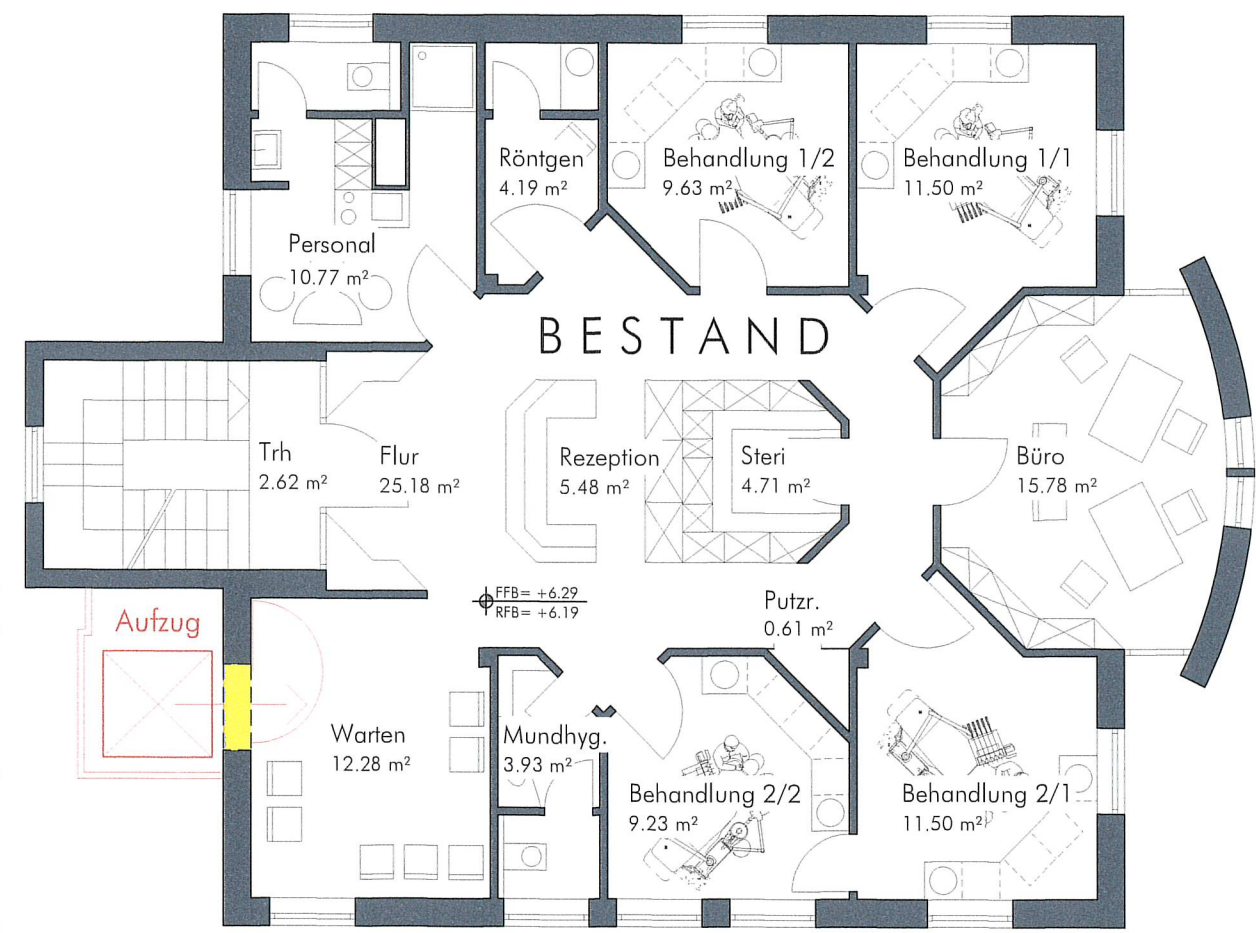 Röntgen
4.19 m²
Behandlung 1/2
9.63 m²
Behandlung 1/1
11.50 m²
Personal
10.77 m²
BESTAND
Trh
2.62 m²
Flur
25.18 m²
Rezeption
5.48 m²
Steri
4.71 m²
Büro
15.78 m²
FFB= +6.29
RFB= +6.19
Putzr.
0.61 m²
Aufzug
Warten
12.28 m²
Mundhyg.
3.93 m²
Behandlung 2/2
9.23 m²
Behandlung 2/1
11.50 m²